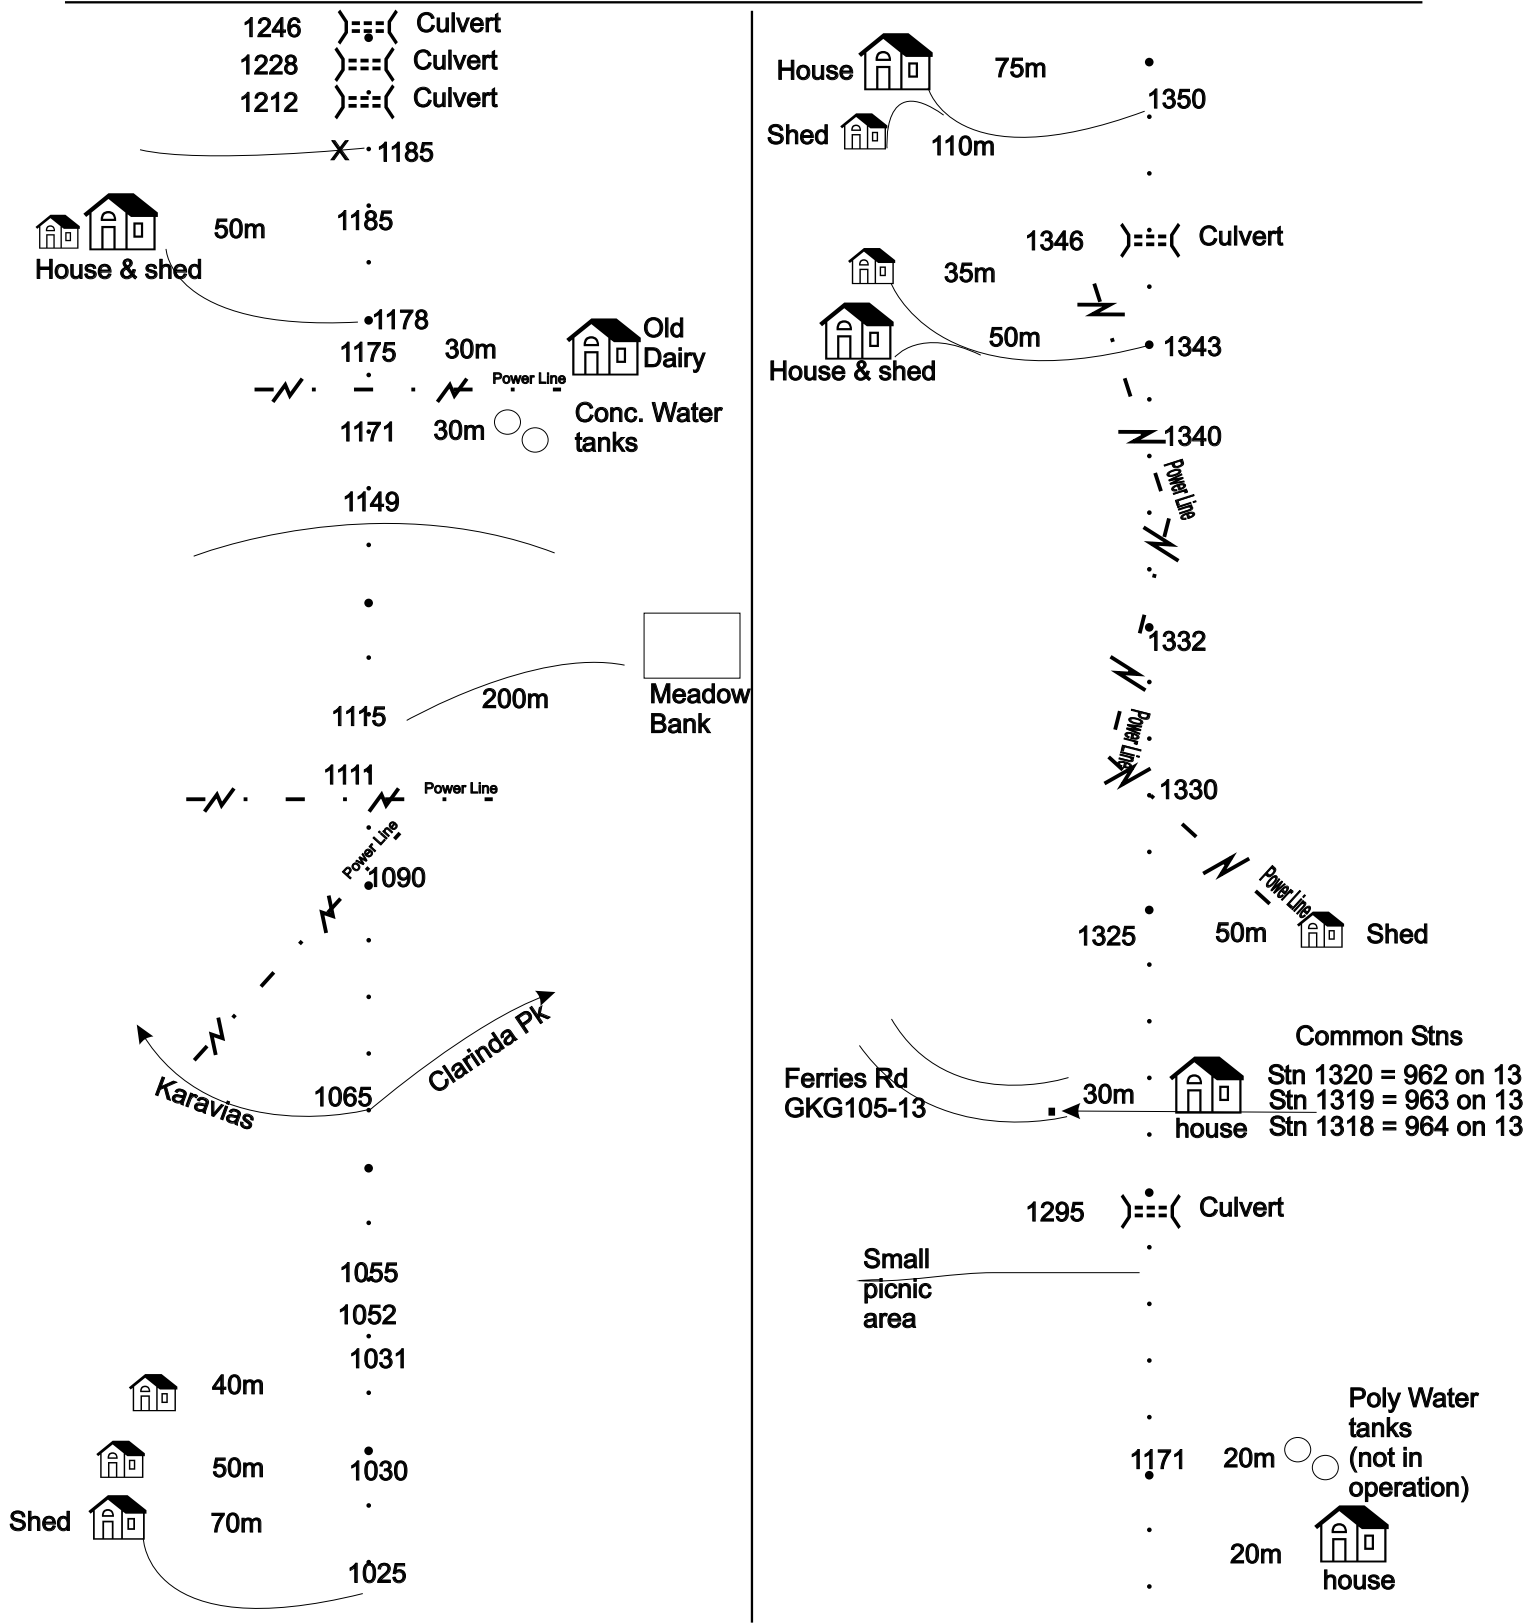 1246 Culvert
1228 Culvert
1212 Culvert
X 1185
1185
50m
House & shed
1178
1175 30m
Old
Dairy
Power Line
1171 30m
Conc. Water
tanks
1149
Meadow
Bank
200m
1115
1111
Power Line
Power Line
1090
Clarinda Pk
Karavias
1065
1055
1052
1031
40m
50m
1030
Shed
70m
1025
House
75m
1350
Shed
110m
1346
Culvert
35m
50m
1343
House & shed
1340
Power Line
1332
Power Line
1330
Power Line
1325
50m
Shed
Common Stns
Ferries Rd
GKG105-13
30m
house
Stn 1320 = 962 on 13
Stn 1319 = 963 on 13
Stn 1318 = 964 on 13
1295
Culvert
Small
picnic
area
1171
20m
Poly Water
tanks
(not in
operation)
20m
house